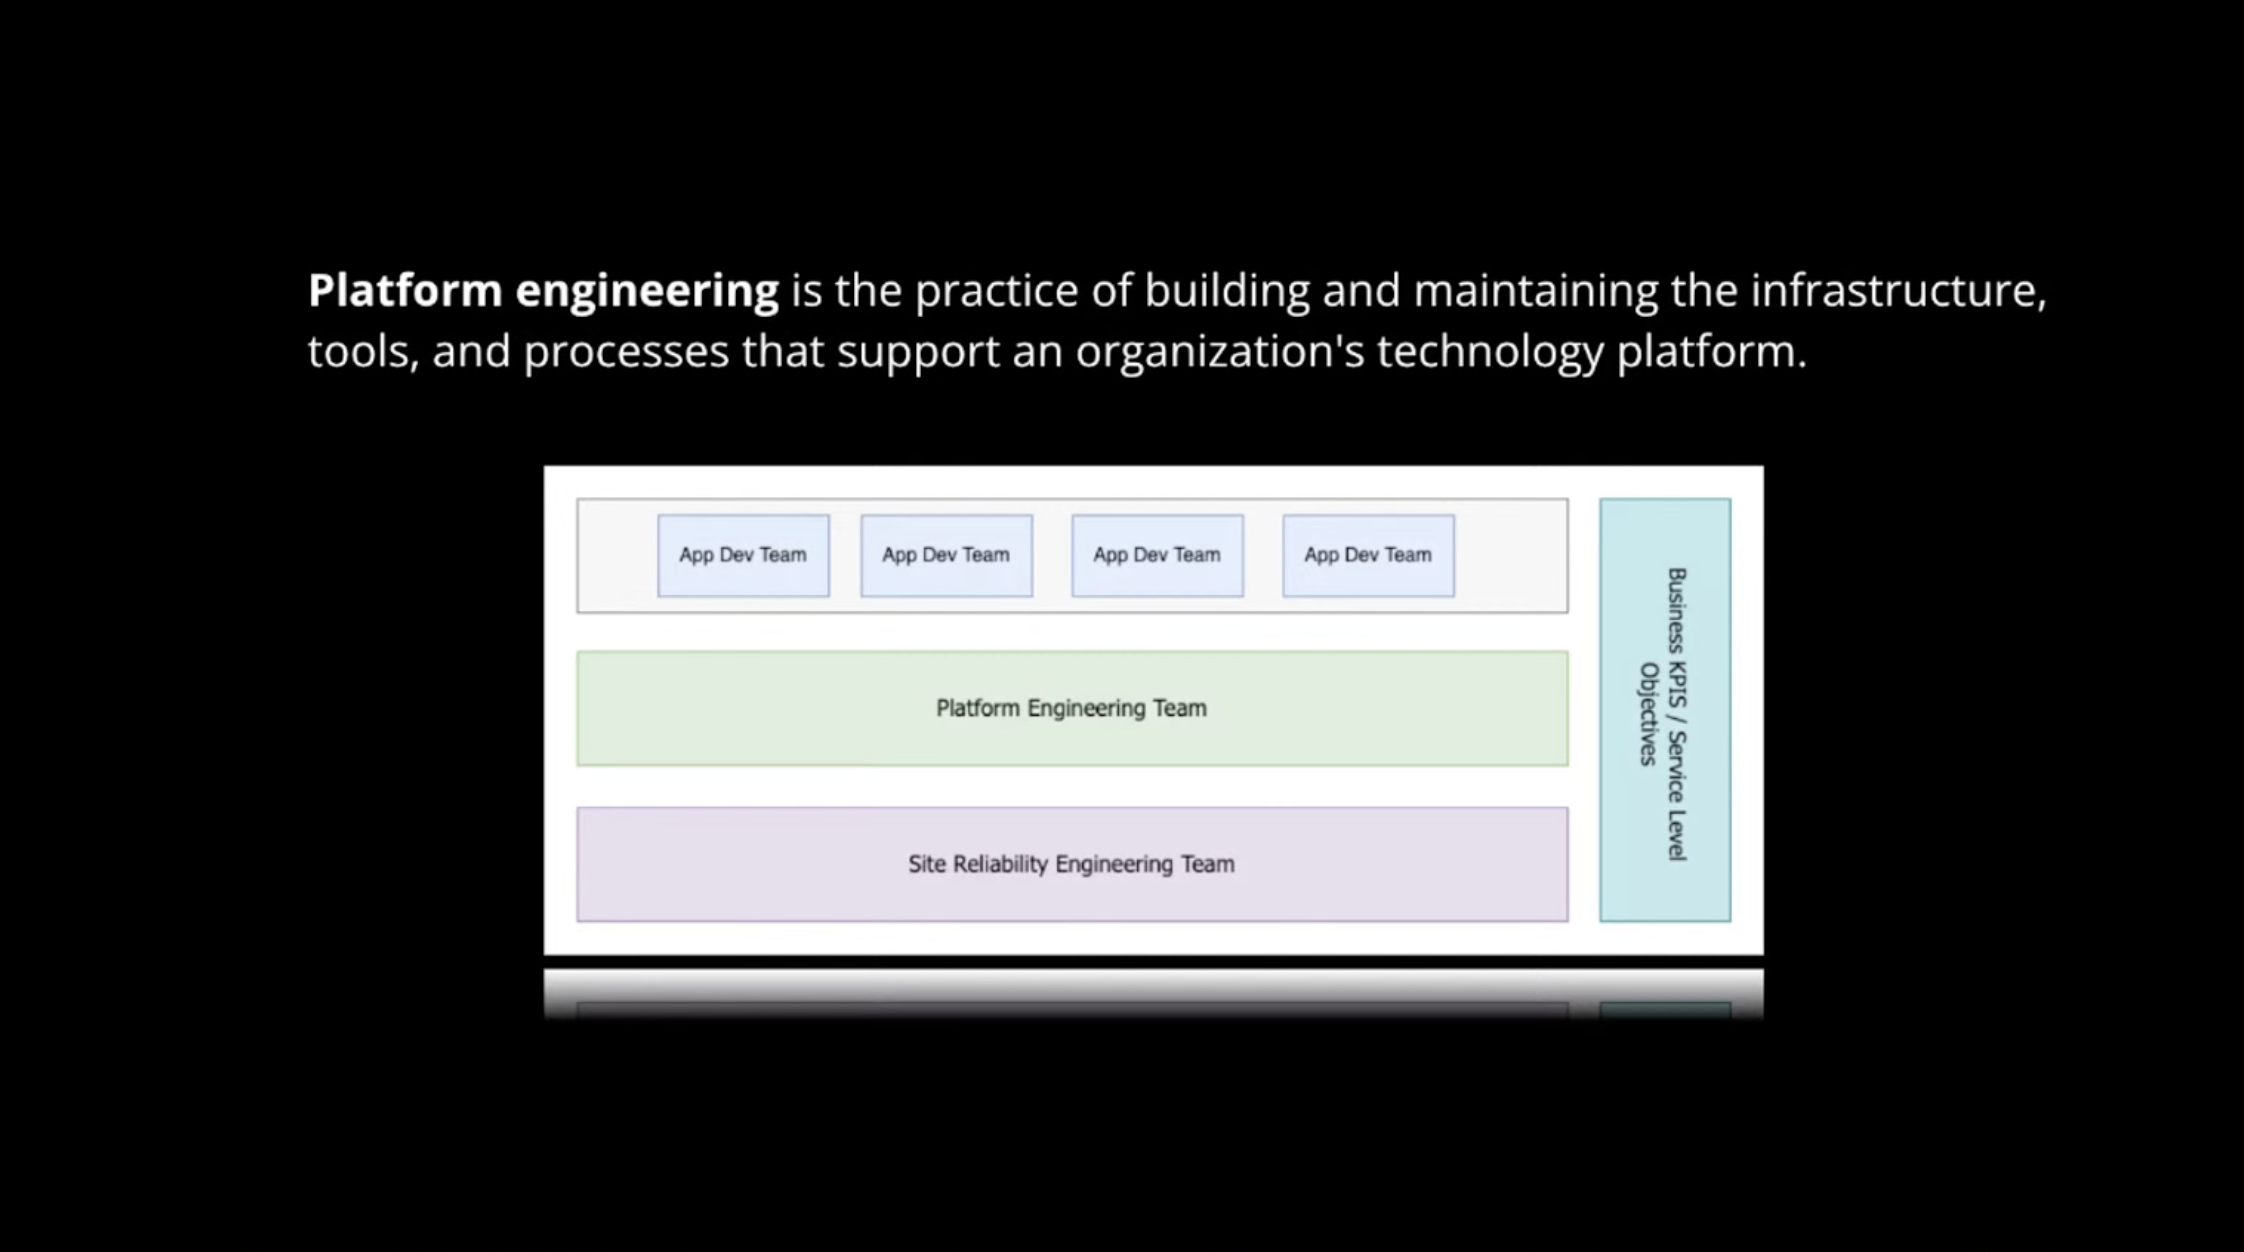 Platform engineering is the practice of building and maintaining the infrastructure,
tools, and processes that support an organization's technology platform.
App Dev Team
App Dev Team
App Dev Team
App Dev Team
Platform Engineering Team
Site Reliability Engineering Team
Business KPIS / Service Level
Objectives